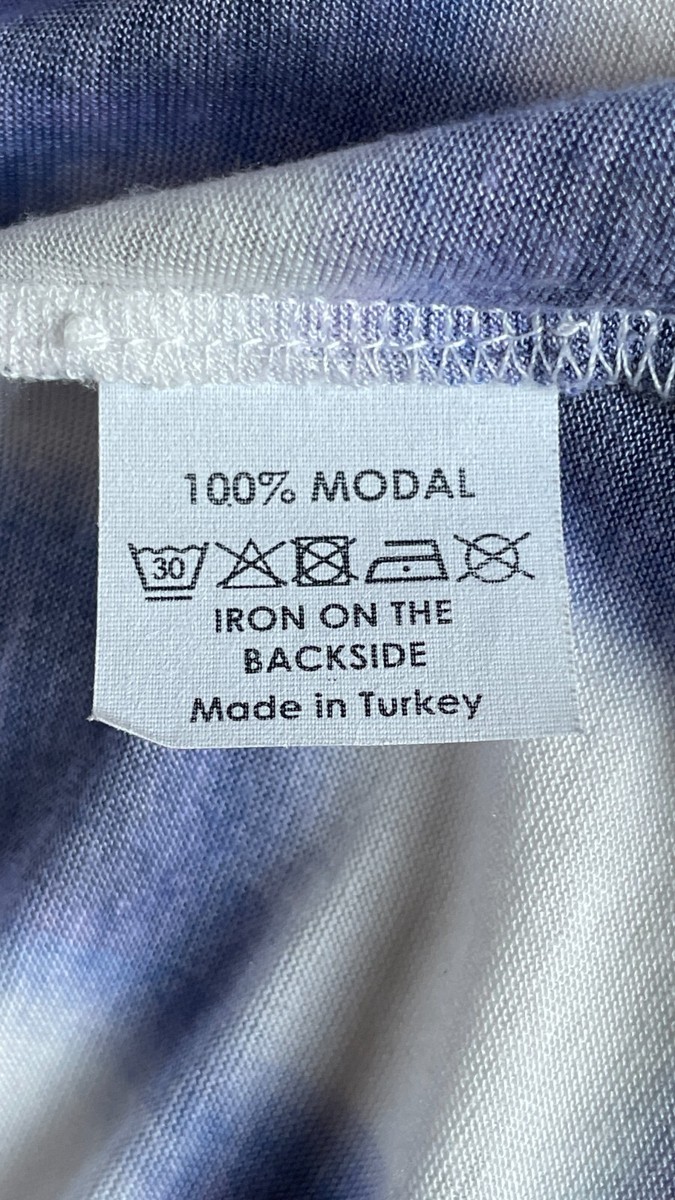 100% MODAL
30
IRON ON THE
BACKSIDE
Made in Turkey